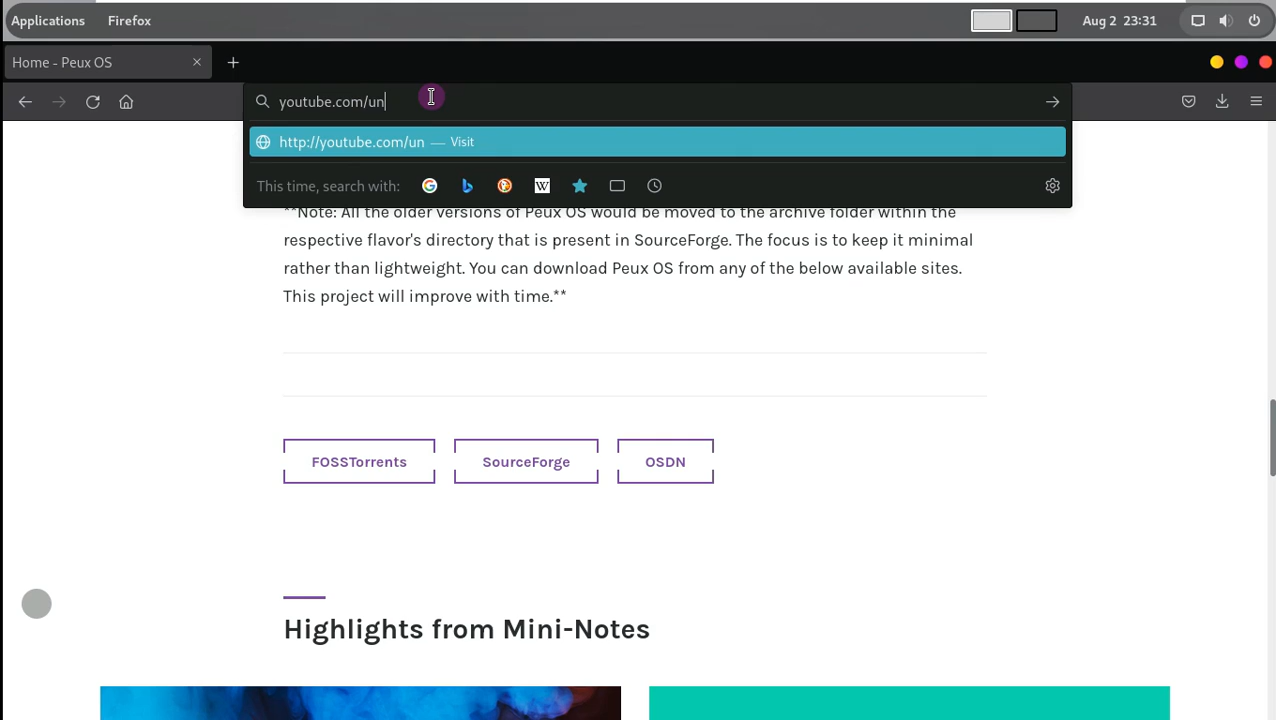 Applications Firefox Aug 2 23:31
Home - Peux OS
youtube.com/un
http://youtube.com/un — Visit
This time, search with:
**Note: All the older versions of Peux OS would be moved to the archive folder within the
respective flavor's directory that is present in SourceForge. The focus is to keep it minimal
rather than lightweight. You can download Peux OS from any of the below available sites.
This project will improve with time.**
FOSSTorrents SourceForge OSDN
Highlights from Mini-Notes